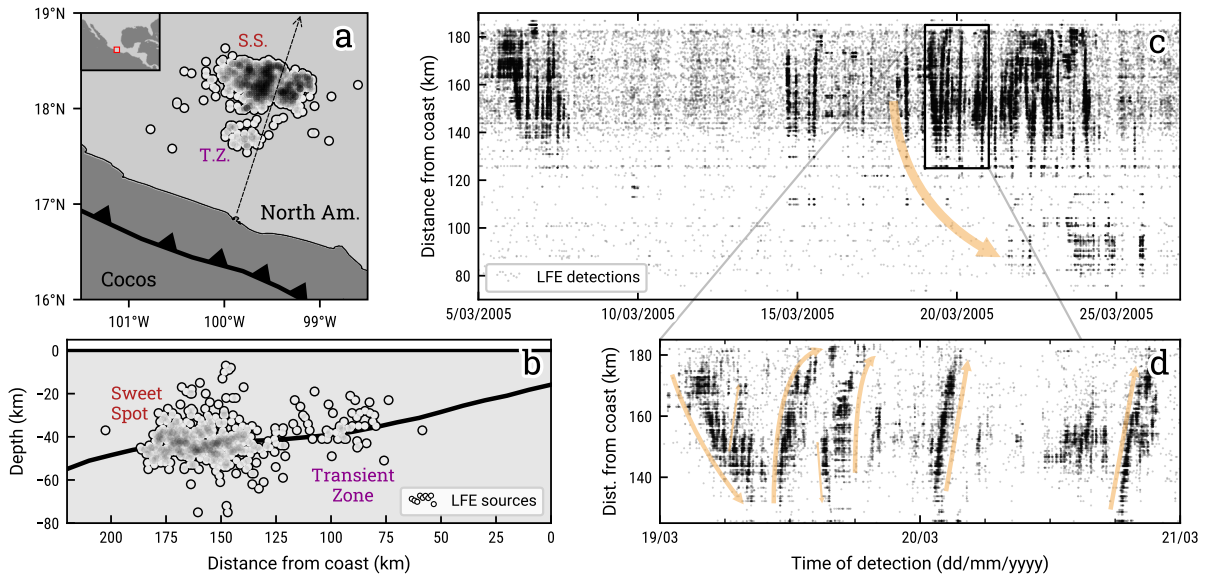 19°N
18°N
17°N
16°N
101°W
100°W
99°W
a
S.S.
T.Z.
North Am.
Cocos
Distance from coast (km)
180
160
140
120
100
80
c
LFE detections
5/03/2005
10/03/2005
15/03/2005
20/03/2005
25/03/2005
Depth (km)
0
−20
−40
−60
−80
b
Sweet
Spot
Transient
Zone
LFE sources
200
175
150
125
100
75
50
25
0
Distance from coast (km)
Dist. from coast (km)
180
160
140
d
19/03
20/03
21/03
Time of detection (dd/mm/yyyy)